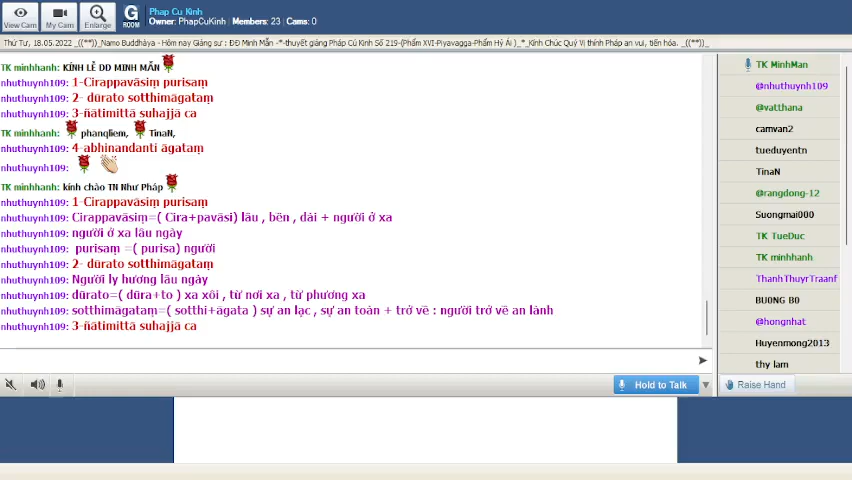 View Cam
My Cam
Enlarge
G
ROOM
Phap Cu Kinh
Owner: PhapCuKinh • Members: 23 | Cams: 0
Thứ Tư, 18.05.2022 _((**))_Namo Buddhàya - Hôm nay Giảng sư : ĐĐ Minh Mẫn -*-thuyết giảng Pháp Cú Kinh Số 219-(Phẩm XVI-Piyavagga-Phẩm Hỷ Ái )_*_Kính Chúc Quý Vị thính Pháp an vui, tiến hóa. _((**))_
TK minhhanh: KÍNH LỄ DD MINH MẪN
nhuthuynh109: 1-Cirappavāsiṃ purisaṃ
nhuthuynh109: 2- dūrato sotthimāgataṃ
nhuthuynh109: 3-ñātimittā suhajjā ca
TK minhhanh: phanqliem, TinaN,
nhuthuynh109: 4-abhinandanti āgataṃ
nhuthuynh109:
TK minhhanh: kính chào TN Như Pháp
nhuthuynh109: 1-Cirappavāsiṃ purisaṃ
nhuthuynh109: Cirappavāsiṃ=( Cira+pavāsi) lâu , bền , dài + người ở xa
nhuthuynh109: người ở xa lâu ngày
nhuthuynh109: purisaṃ =( purisa) người
nhuthuynh109: 2- dūrato sotthimāgataṃ
nhuthuynh109: Người ly hương lâu ngày
nhuthuynh109: dūrato=( dūra+to ) xa xôi , từ nơi xa , từ phương xa
nhuthuynh109: sotthimāgataṃ=( sotthi+āgata ) sự an lạc , sự an toàn + trở về : người trở về an lành
nhuthuynh109: 3-ñātimittā suhajjā ca
TK MinhMan
@nhuthuynh109
@vatthana
camvan2
tueduyentn
TinaN
@rangdong-12
Suongmai000
TK TueDuc
TK minhhanh
ThanhThuyrTraanf
BU0NG B0
@hongnhat
Huyenmong2013
thy lam
Hold to Talk
Raise Hand